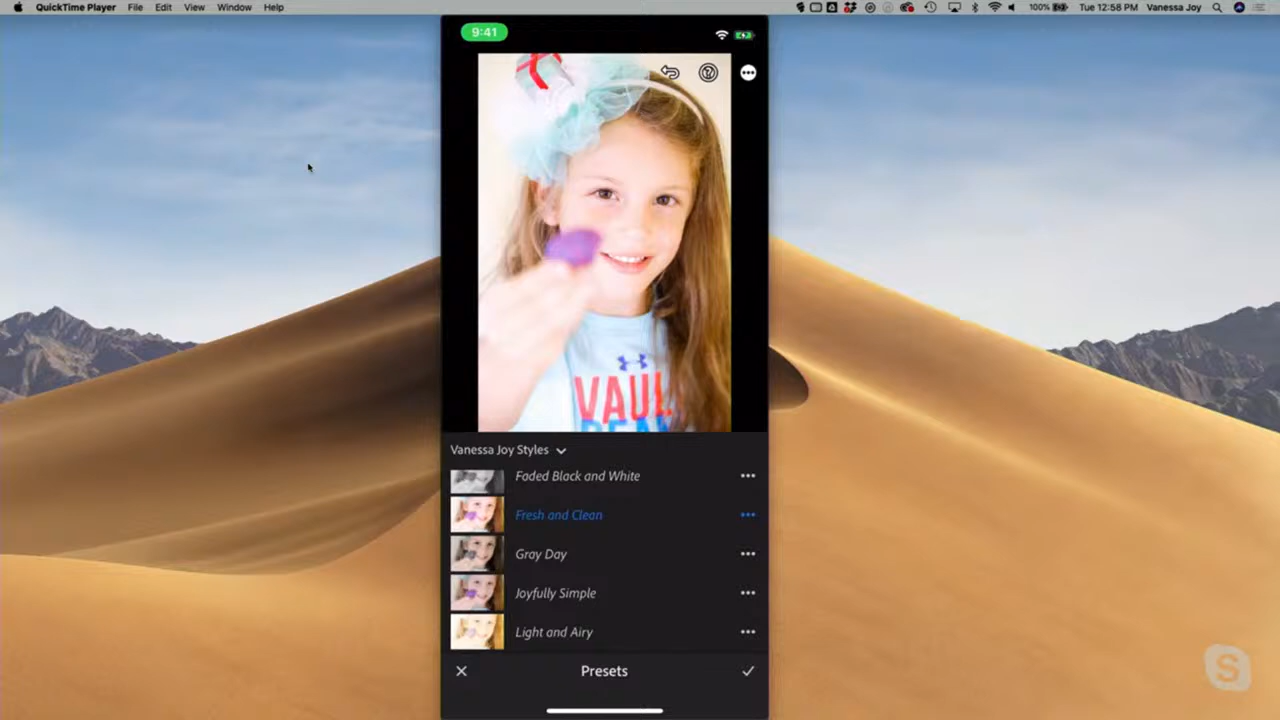 QuickTime Player File Edit View Window Help 100% Tue 12:58 PM Vanessa Joy
9:41
VAUL
Vanessa Joy Styles
Faded Black and White
Fresh and Clean
Gray Day
Joyfully Simple
Light and Airy
Presets
S